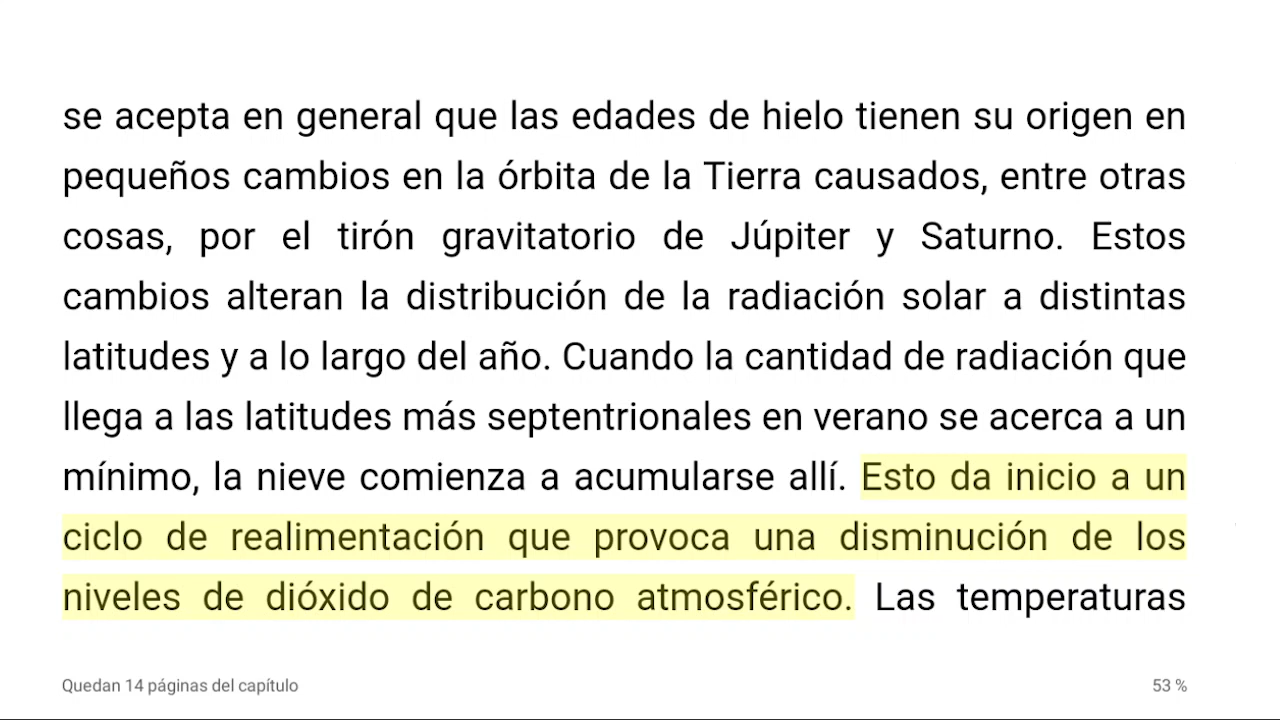 se acepta en general que las edades de hielo tienen su origen en
pequeños cambios en la órbita de la Tierra causados, entre otras
cosas, por el tirón gravitatorio de Júpiter y Saturno. Estos
cambios alteran la distribución de la radiación solar a distintas
latitudes y a lo largo del año. Cuando la cantidad de radiación que
llega a las latitudes más septentrionales en verano se acerca a un
mínimo, la nieve comienza a acumularse allí. Esto da inicio a un
ciclo de realimentación que provoca una disminución de los
niveles de dióxido de carbono atmosférico. Las temperaturas
Quedan 14 páginas del capítulo
53 %